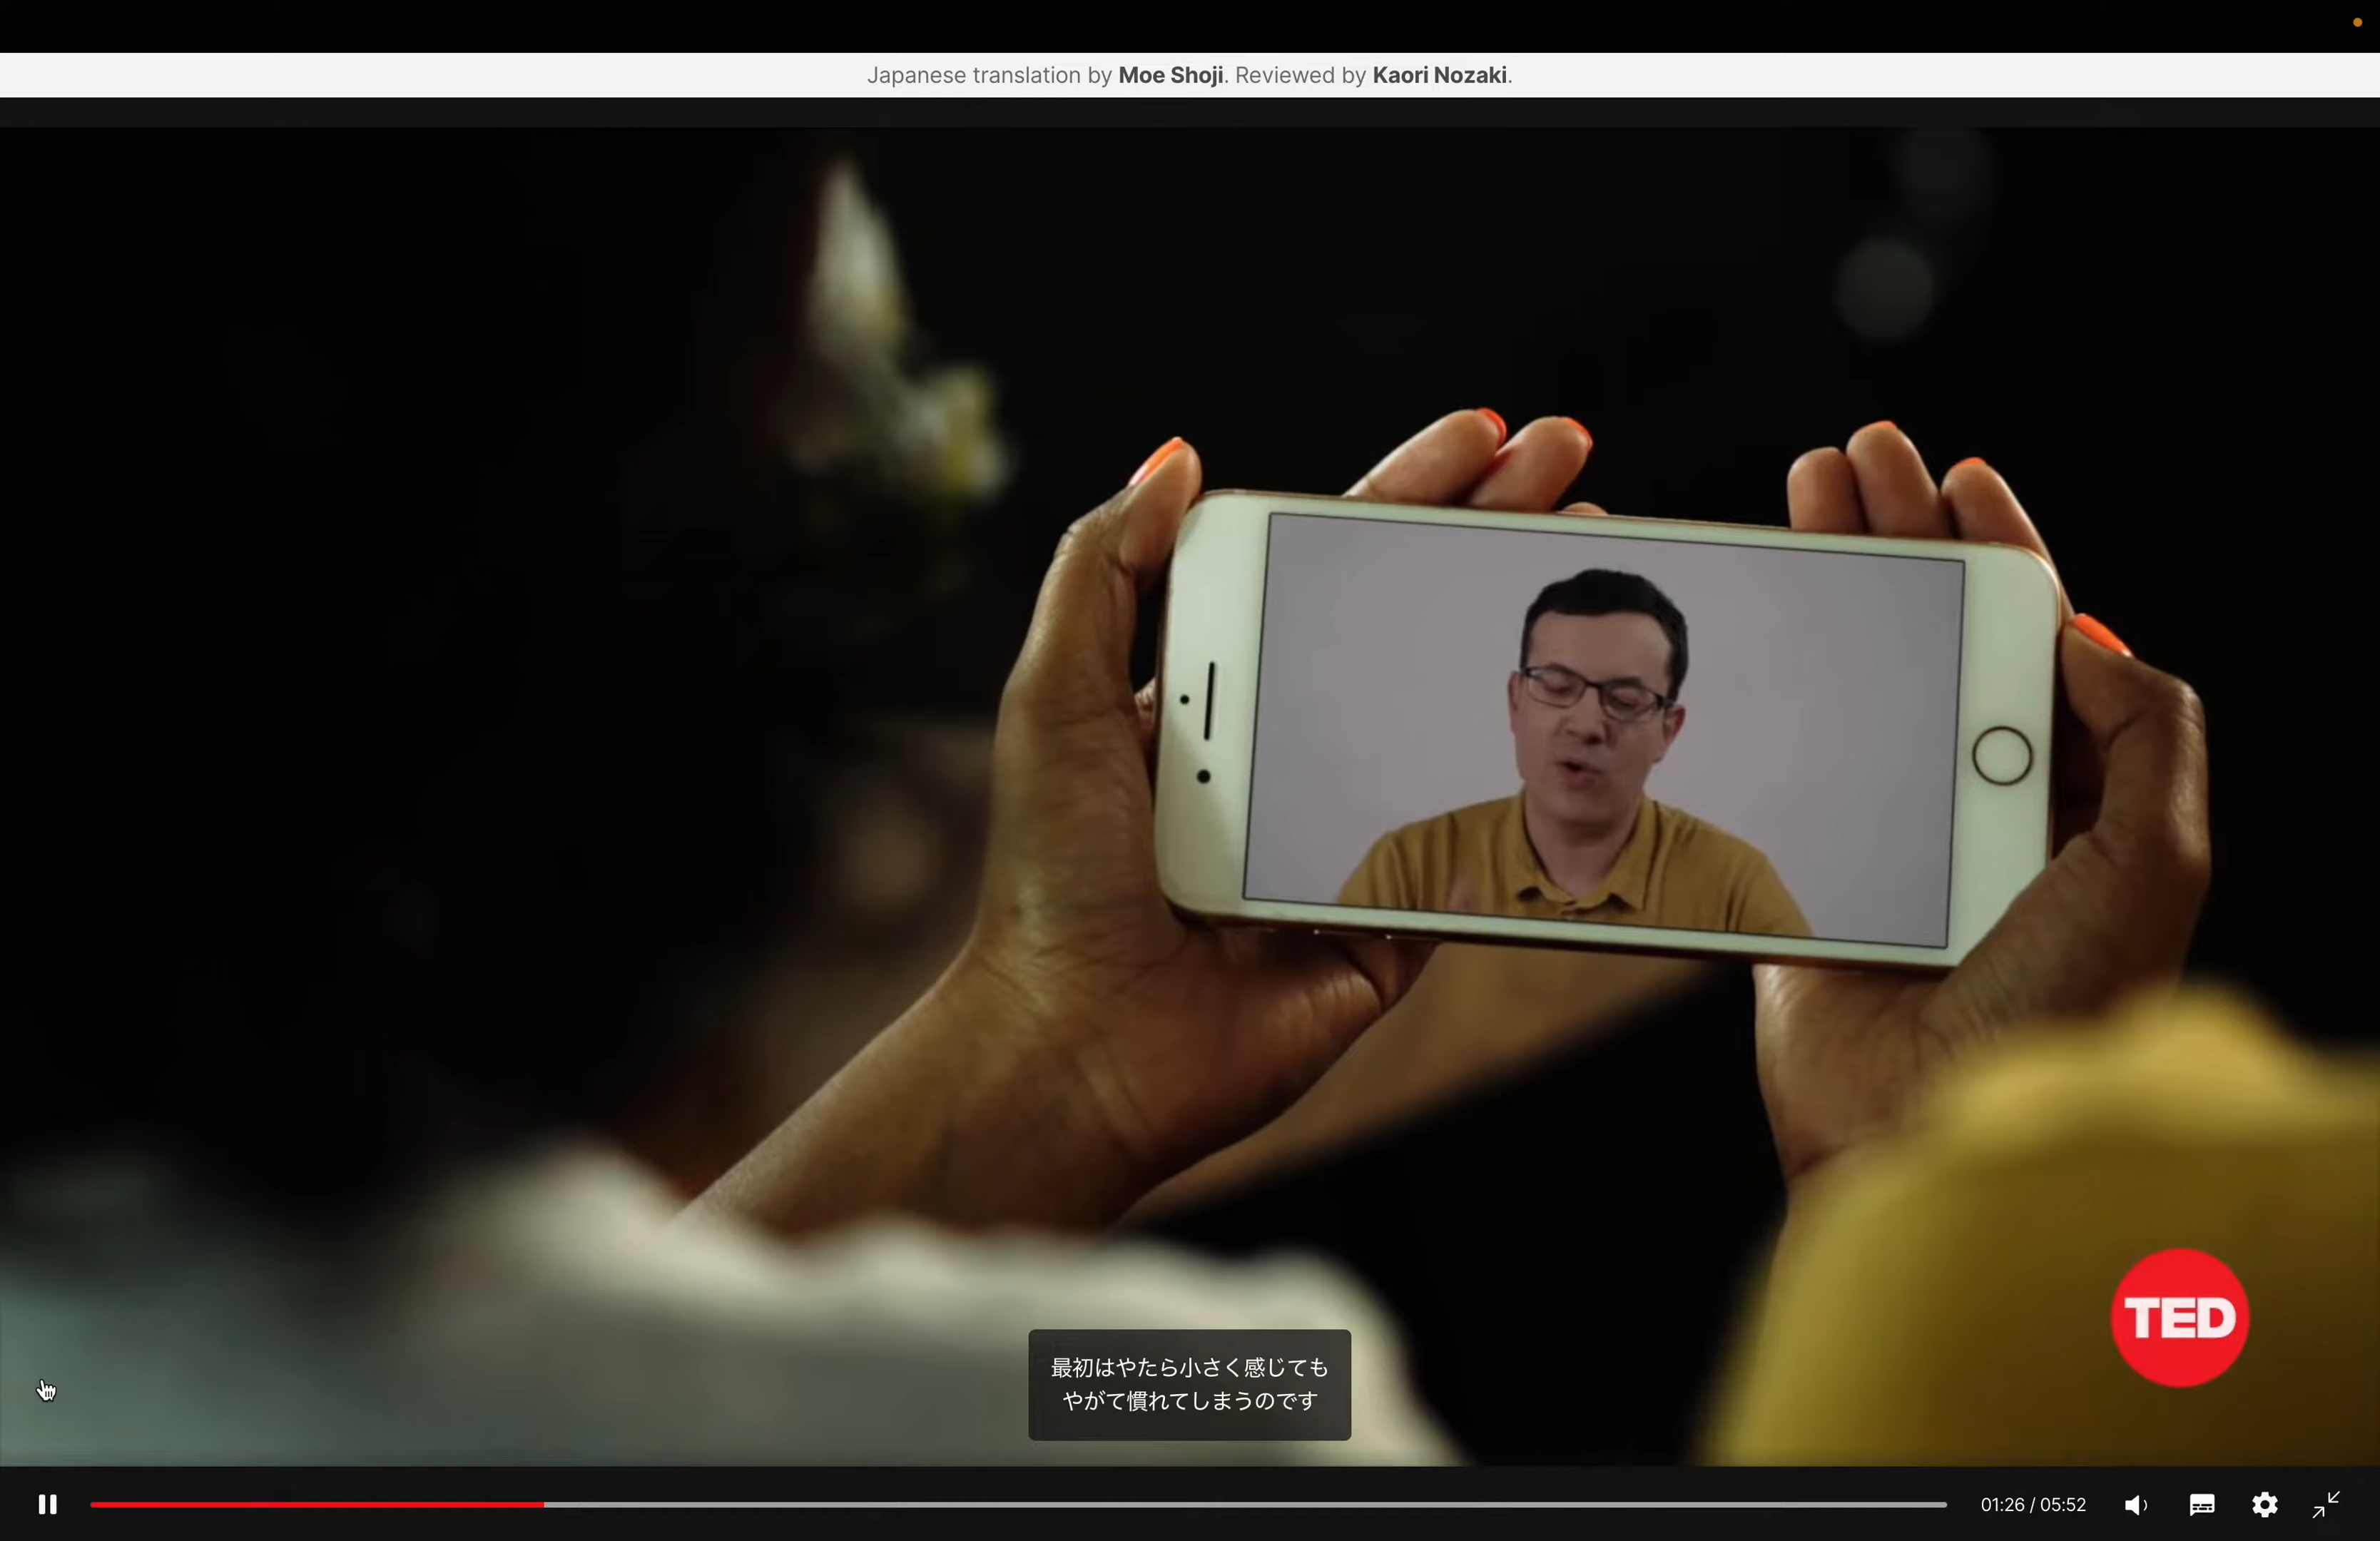 Japanese translation by Moe Shoji. Reviewed by Kaori Nozaki.
TED
最初はやたら小さく感じても
やがて慣れてしまうのです
01:26 / 05:52